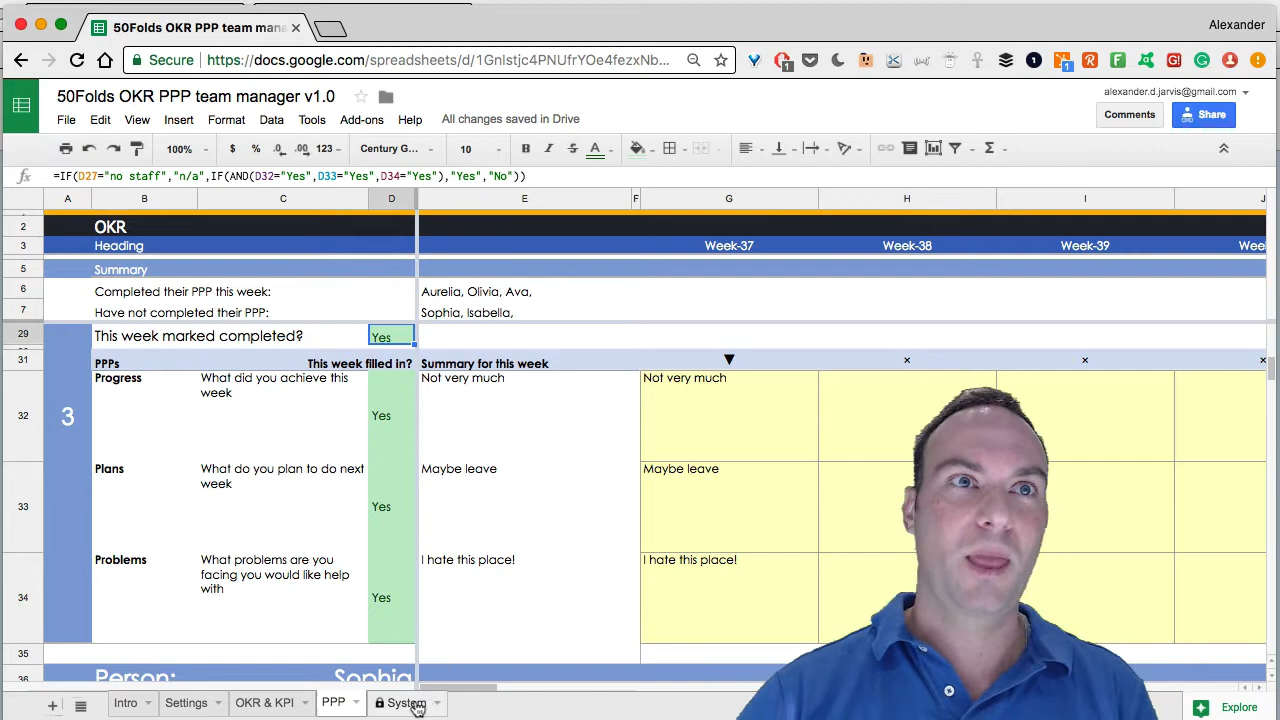 50Folds OKR PPP team mana
Alexander
Secure https://docs.google.com/spreadsheets/d/1GnIstjc4PNUfrYOe4fezxNb...
50Folds OKR PPP team manager v1.0
alexander.d.jarvis@gmail.com
File Edit View Insert Format Data Tools Add-ons Help All changes saved in Drive
Comments Share
100% $ % .0 .00 123 Century G... 10 B I S A
fx =IF(D27="no staff","n/a",IF(AND(D32="Yes",D33="Yes",D34="Yes"),"Yes","No"))
A B C D E F G H I J
2 OKR
3 Heading Week-37 Week-38 Week-39 Wee
5 Summary
6 Completed their PPP this week: Aurelia, Olivia, Ava,
7 Have not completed their PPP: Sophia, Isabella,
29 This week marked completed? Yes
31 PPPs This week filled in? Summary for this week ▼ × × ×
Progress What did you achieve this week Not very much Not very much
32 3 Yes
Plans What do you plan to do next week Maybe leave Maybe leave
33 Yes
Problems What problems are you facing you would like help with I hate this place! I hate this place!
34 Yes
35
36 Person: Sophia
Intro Settings OKR & KPI PPP System Explore